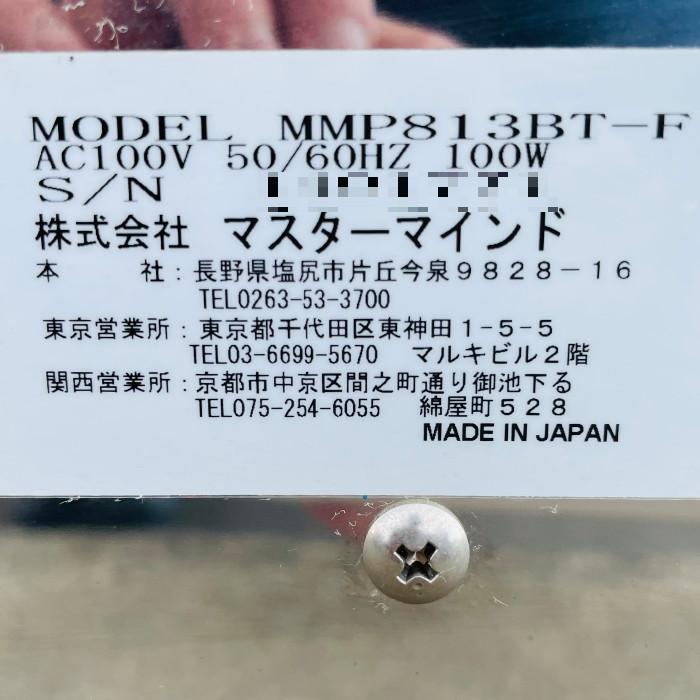 MODEL MMP813BT-F
AC100V 50/60HZ 100W
S/N
株式会社 マスターマインド
本 社：長野県塩尻市片丘今泉９８２８－１６
TEL0263-53-3700
東京営業所：東京都千代田区東神田１-５-５
TEL03-6699-5670 マルキビル２階
関西営業所：京都市中京区間之町通り御池下る
TEL075-254-6055 綿屋町５２８
MADE IN JAPAN